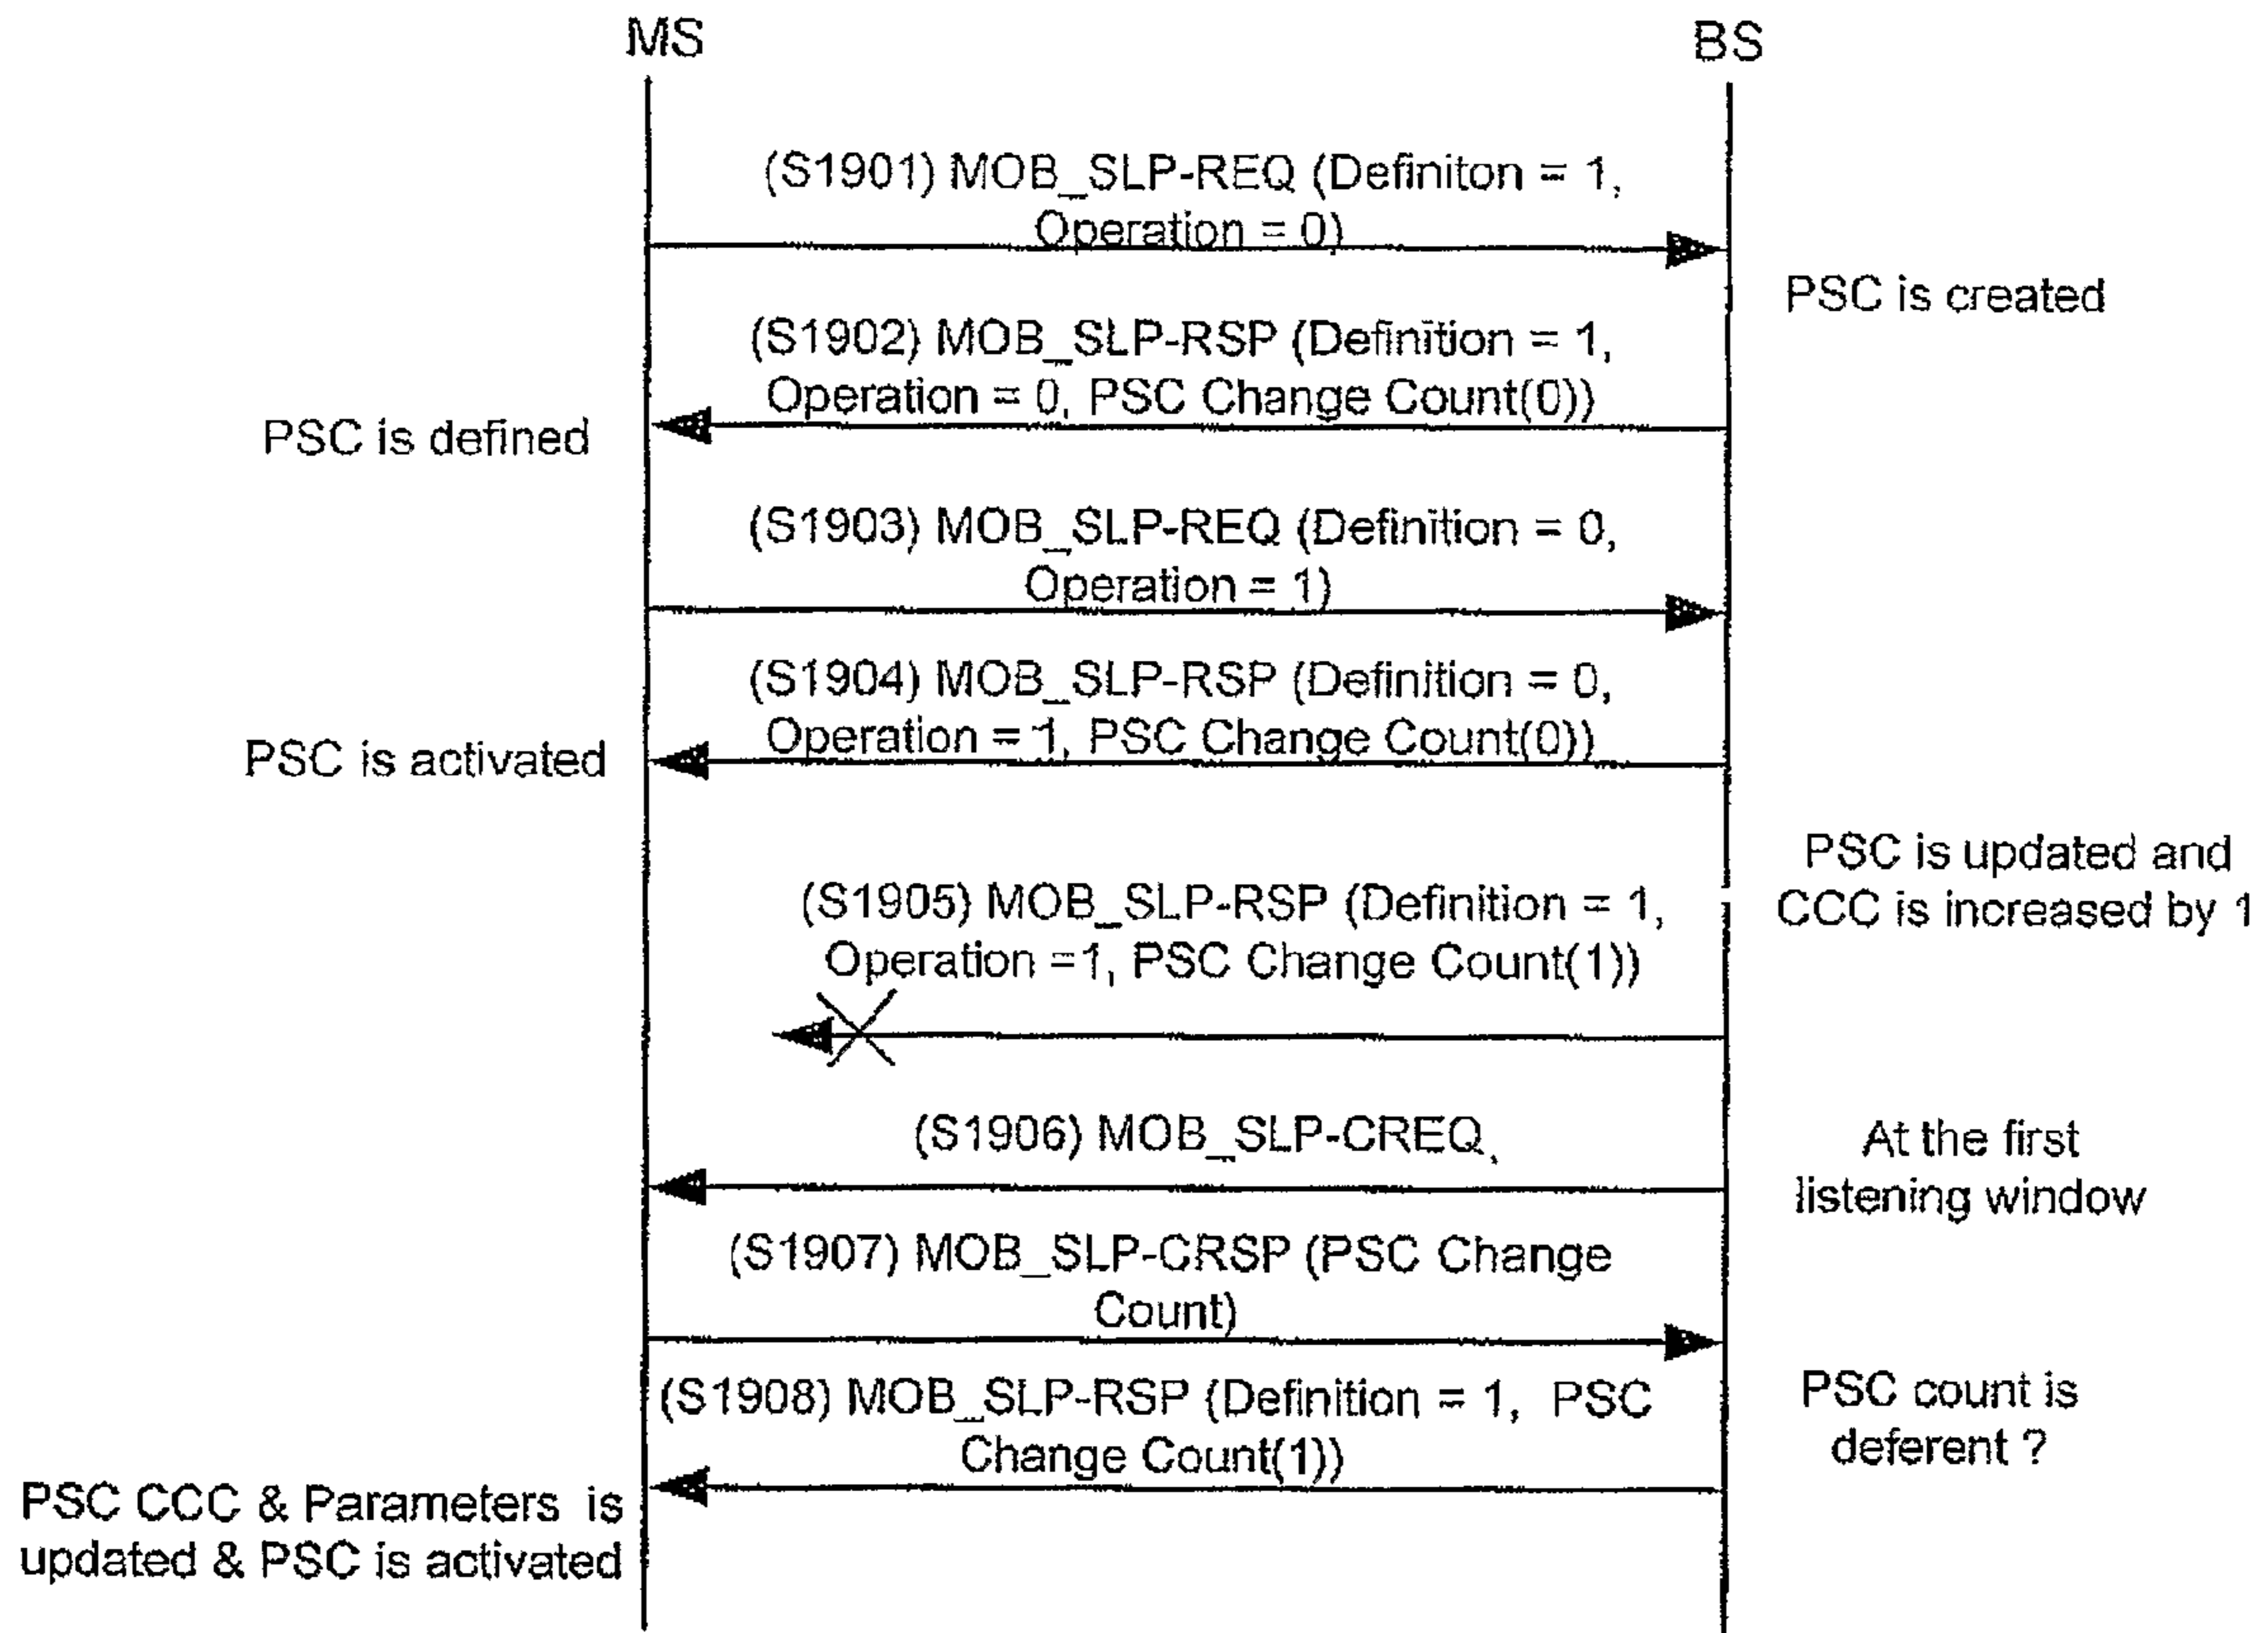 MS
BS
(S1901) MOB_SLP-REQ (Definiton = 1,
Operation = 0)
PSC is created
(S1902) MOB_SLP-RSP (Definition = 1,
Operation = 0, PSC Change Count(0))
PSC is defined
(S1903) MOB_SLP-REQ (Definition = 0,
Operation = 1)
(S1904) MOB_SLP-RSP (Definition = 0,
Operation = 1, PSC Change Count(0))
PSC is activated
PSC is updated and
CCC is increased by 1
(S1905) MOB_SLP-RSP (Definition = 1,
Operation =1, PSC Change Count(1))
(S1906) MOB_SLP-CREQ
At the first
listening window
(S1907) MOB_SLP-CRSP (PSC Change
Count)
(S1908) MOB_SLP-RSP (Definition = 1, PSC
Change Count(1))
PSC count is
deferent ?
PSC CCC & Parameters is
updated & PSC is activated